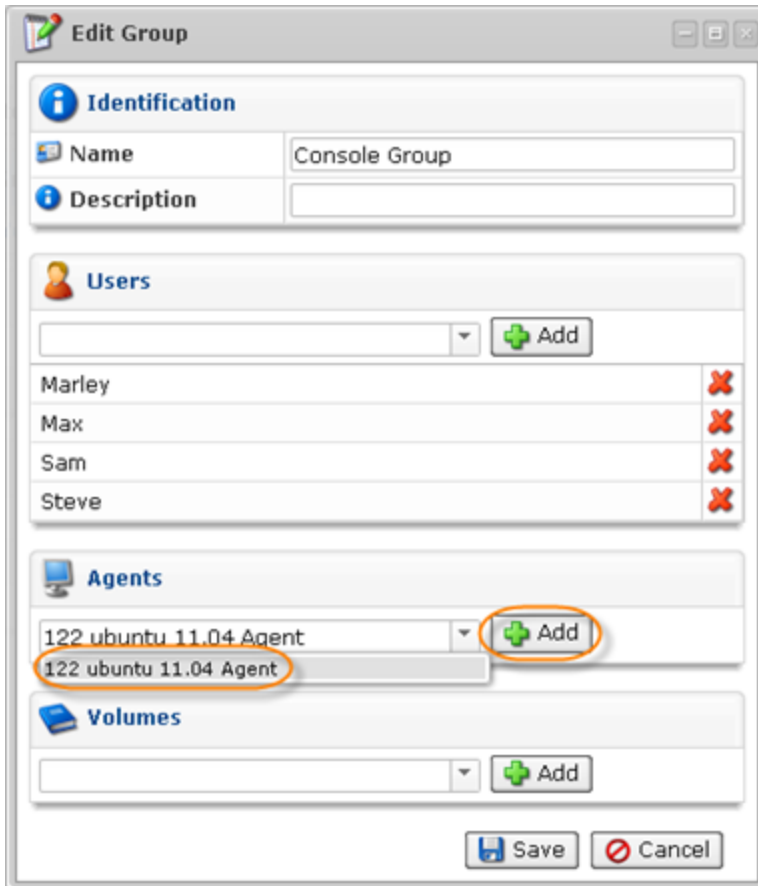 Edit Group
Identification
Name Console Group
Description
Users
Add
Marley
Max
Sam
Steve
Agents
122 ubuntu 11.04 Agent Add
122 ubuntu 11.04 Agent
Volumes
Add
Save Cancel